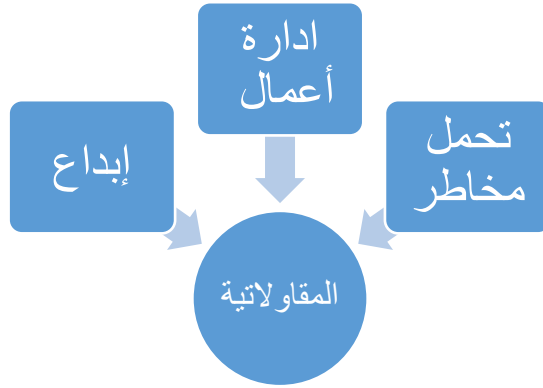 ادارة
أعمال
تحمل
مخاطر
إبداع
المقاولاتية